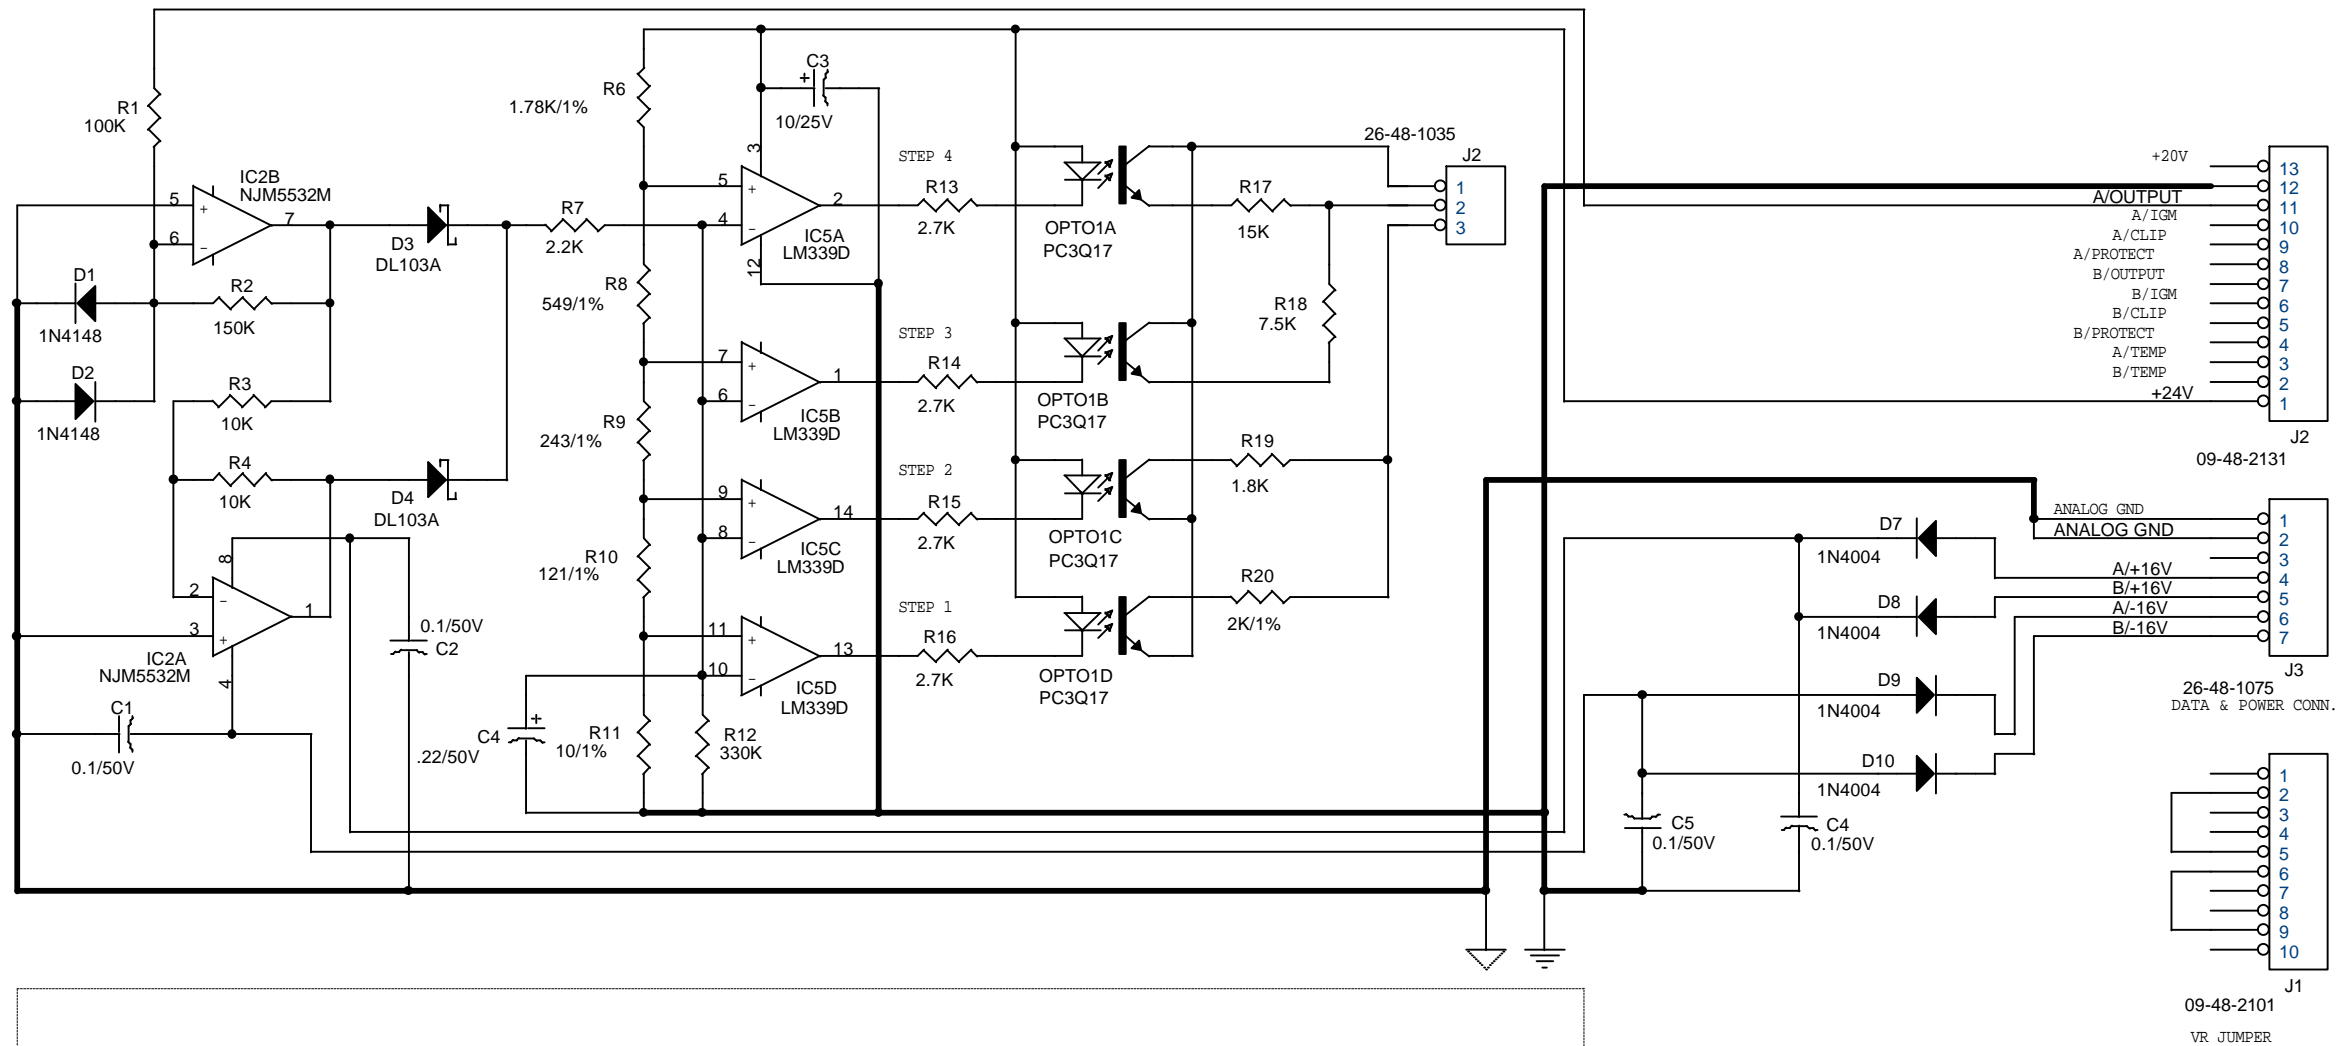 R1
100K
5
6
7
IC2B
NJM5532M
+
−
D1
1N4148
D2
1N4148
R2
150K
R3
10K
R4
10K
D3
DL103A
D4
DL103A
8
2
3
1
4
−
+
IC2A
NJM5532M
C1
0.1/50V
0.1/50V
C2
R7
2.2K
R6
1.78K/1%
R8
549/1%
R9
243/1%
R10
121/1%
R11
10/1%
R12
330K
C4
+
.22/50V
C3
+
10/25V
3
5
4
2
12
+
−
IC5A
LM339D
7
6
1
+
−
IC5B
LM339D
9
8
14
+
−
IC5C
LM339D
11
10
13
+
−
IC5D
LM339D
STEP 4
R13
2.7K
STEP 3
R14
2.7K
STEP 2
R15
2.7K
STEP 1
R16
2.7K
OPTO1A
PC3Q17
OPTO1B
PC3Q17
OPTO1C
PC3Q17
OPTO1D
PC3Q17
R17
15K
R18
7.5K
R19
1.8K
R20
2K/1%
26-48-1035
J2
1
2
3
+20V
A/OUTPUT
A/IGM
A/CLIP
A/PROTECT
B/OUTPUT
B/IGM
B/CLIP
B/PROTECT
A/TEMP
B/TEMP
+24V
13
12
11
10
9
8
7
6
5
4
3
2
1
J2
09-48-2131
ANALOG GND
ANALOG GND
A/+16V
B/+16V
A/-16V
B/-16V
1
2
3
4
5
6
7
J3
26-48-1075
DATA & POWER CONN.
D7
1N4004
D8
1N4004
D9
1N4004
D10
1N4004
C5
0.1/50V
C4
0.1/50V
1
2
3
4
5
6
7
8
9
10
J1
09-48-2101
VR JUMPER